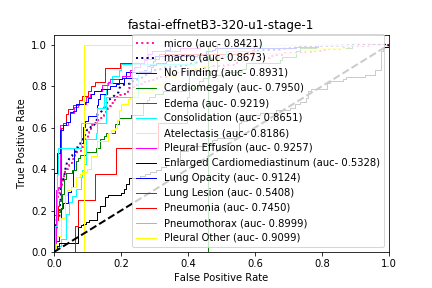 fastai-effnetB3-320-u1-stage-1
1.0
0.8
0.6
0.4
0.2
0.0
True Positive Rate
micro (auc- 0.8421)
macro (auc- 0.8673)
No Finding (auc- 0.8931)
Cardiomegaly (auc- 0.7950)
Edema (auc- 0.9219)
Consolidation (auc- 0.8651)
Atelectasis (auc- 0.8186)
Pleural Effusion (auc- 0.9257)
Enlarged Cardiomediastinum (auc- 0.5328)
Lung Opacity (auc- 0.9124)
Lung Lesion (auc- 0.5408)
Pneumonia (auc- 0.7450)
Pneumothorax (auc- 0.8999)
Pleural Other (auc- 0.9099)
0.0 0.2 0.4 0.6 0.8 1.0
False Positive Rate